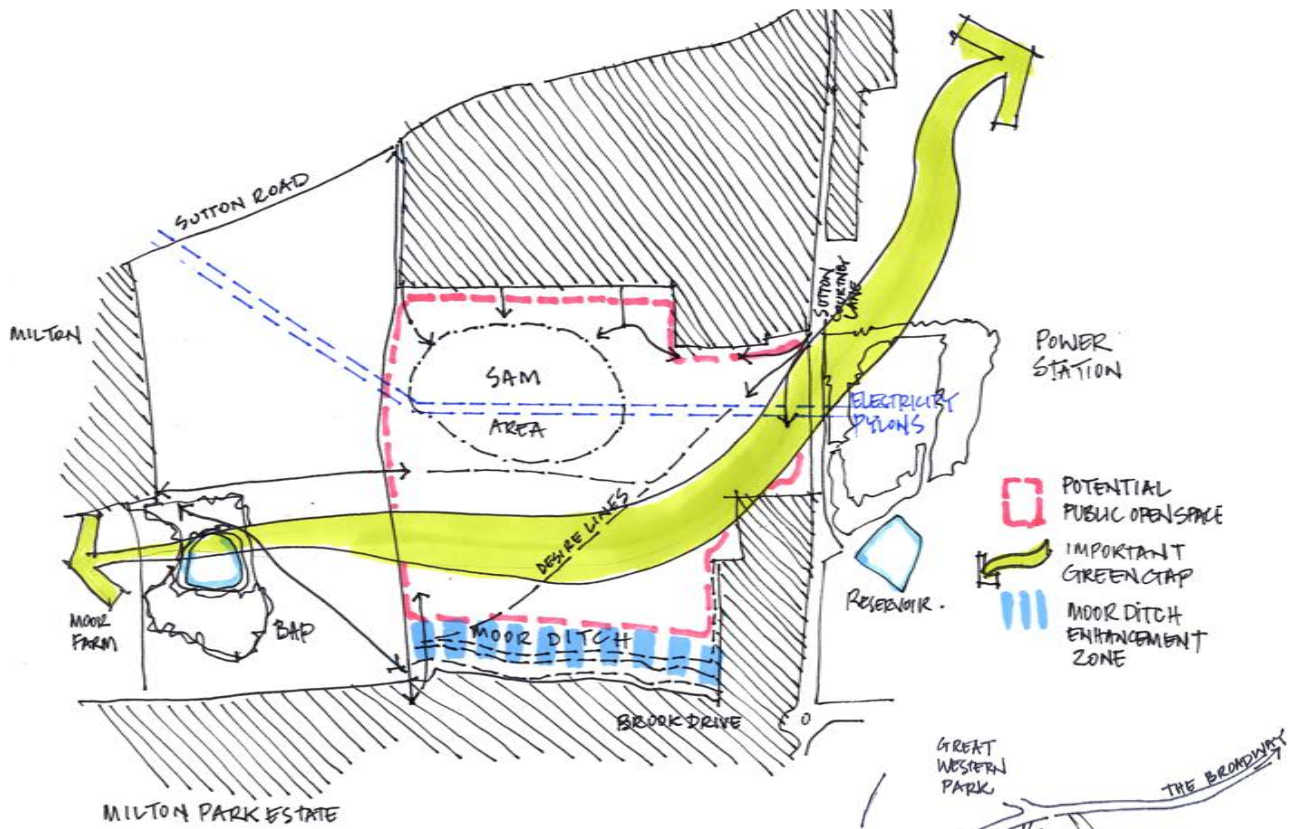 SUTTON ROAD
MILTON
SUTTON
COURTNEY
LANE
POWER
STATION
SAM
AREA
ELECTRICITY
PYLONS
DESIRE LINES
POTENTIAL
PUBLIC OPEN SPACE
IMPORTANT
GREEN GAP
MOOR DITCH
ENHANCEMENT
ZONE
RESERVOIR.
MOOR
FARM
BAP
MOOR DITCH
BROOK DRIVE
MILTON PARK ESTATE
GREAT
WESTERN
PARK
THE BROADWAY